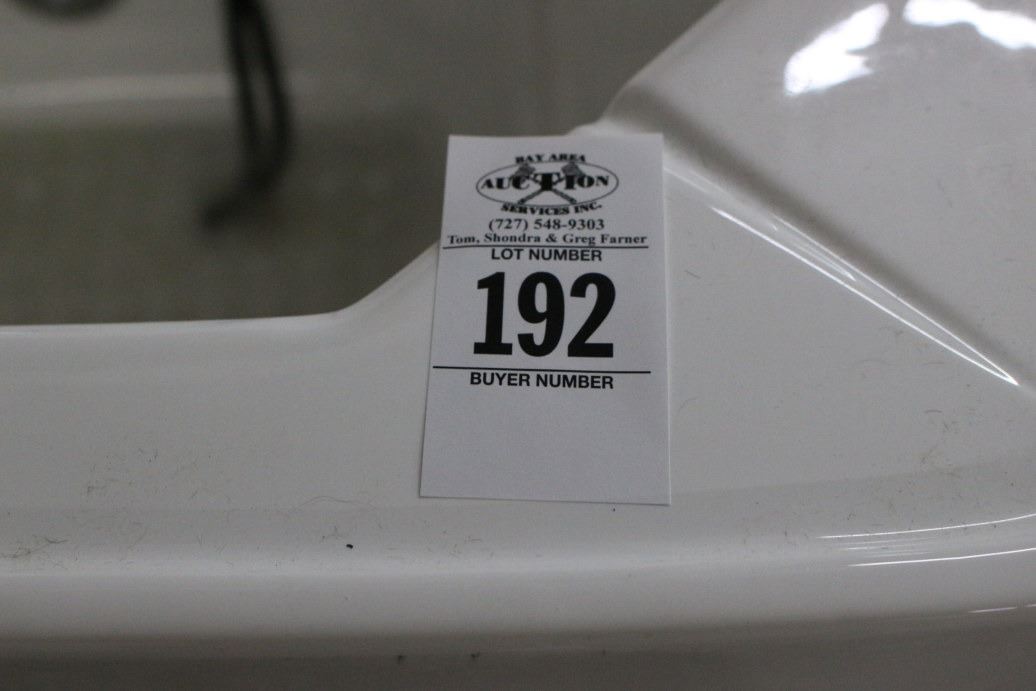 BAY AREA
AUCTION
SERVICES INC.
(727) 548-9303
Tom, Shondra & Greg Farner
LOT NUMBER
192
BUYER NUMBER